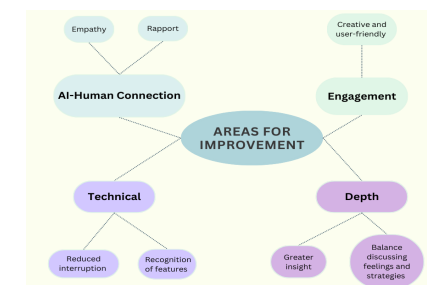 Empathy
Rapport
Creative and
user-friendly
AI-Human Connection
Engagement
AREAS FOR
IMPROVEMENT
Technical
Depth
Reduced
interruption
Recognition
of features
Greater
insight
Balance
discussing
feelings and
strategies